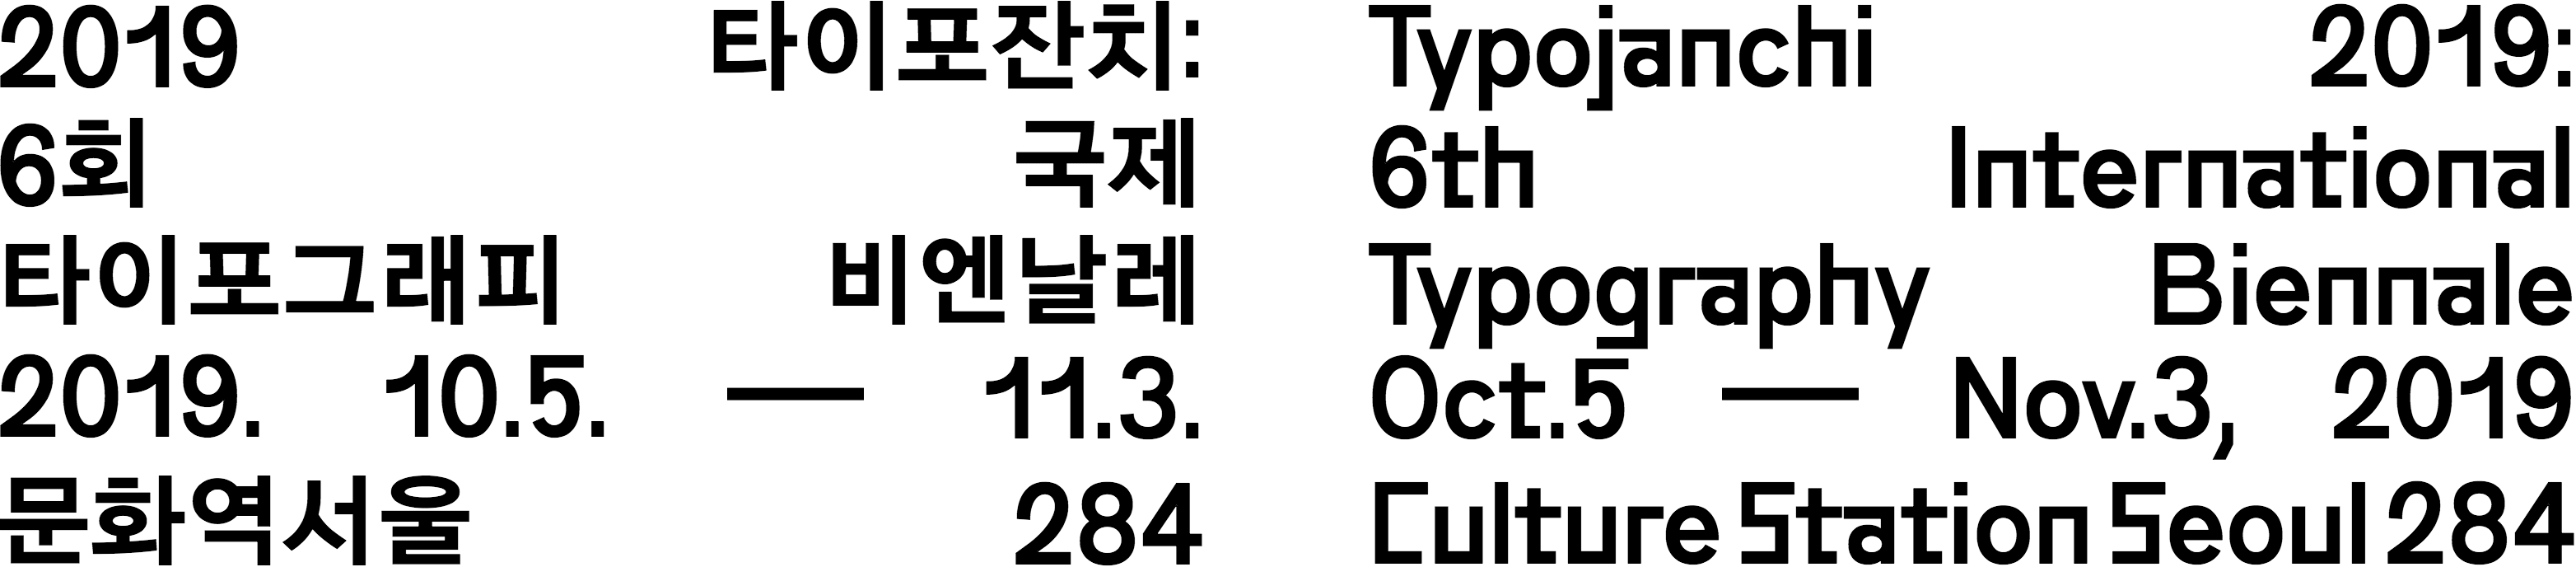 2019 타이포잔치:
6회 국제
타이포그래피 비엔날레
2019. 10.5. — 11.3.
문화역서울 284
Typojanchi 2019:
6th International
Typography Biennale
Oct.5 — Nov.3, 2019
Culture Station Seoul 284